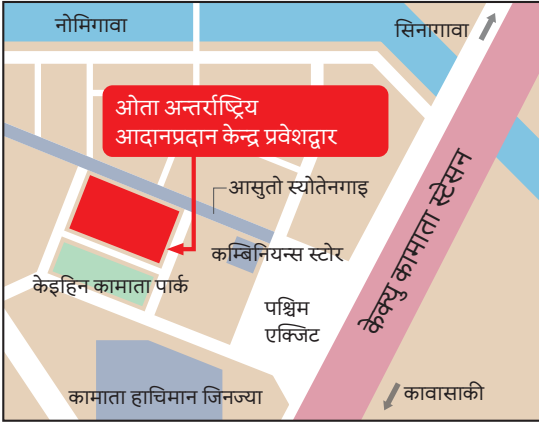 नोमिगावा
सिनागावा
ओता अन्तर्राष्ट्रिय
आदानप्रदान केन्द्र प्रवेशद्वार
आसुतो स्योतेनगाइ
केक्यु कामाता स्टेसन
कम्बिनियन्स स्टोर
केइहिन कामाता पार्क
पश्चिम
एक्जिट
कामाता हाचिमान जिनज्या
कावासाकी